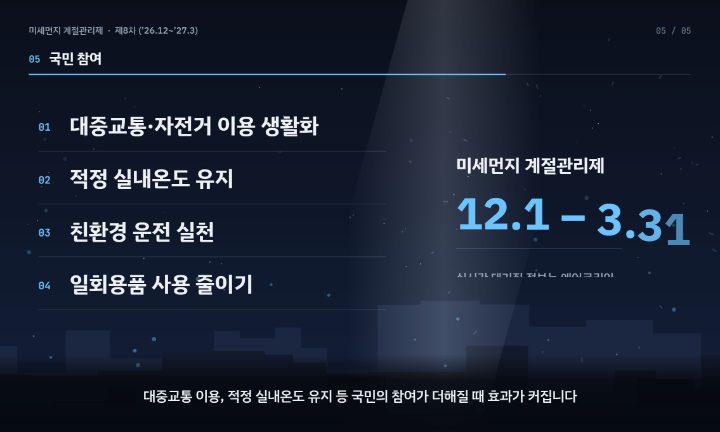 미세먼지 계절관리제 · 제8차 ('26.12~'27.3)
05 / 05
05 국민 참여
01 대중교통·자전거 이용 생활화
02 적정 실내온도 유지
03 친환경 운전 실천
04 일회용품 사용 줄이기
미세먼지 계절관리제
12.1 – 3.31
대중교통 이용, 적정 실내온도 유지 등 국민의 참여가 더해질 때 효과가 커집니다